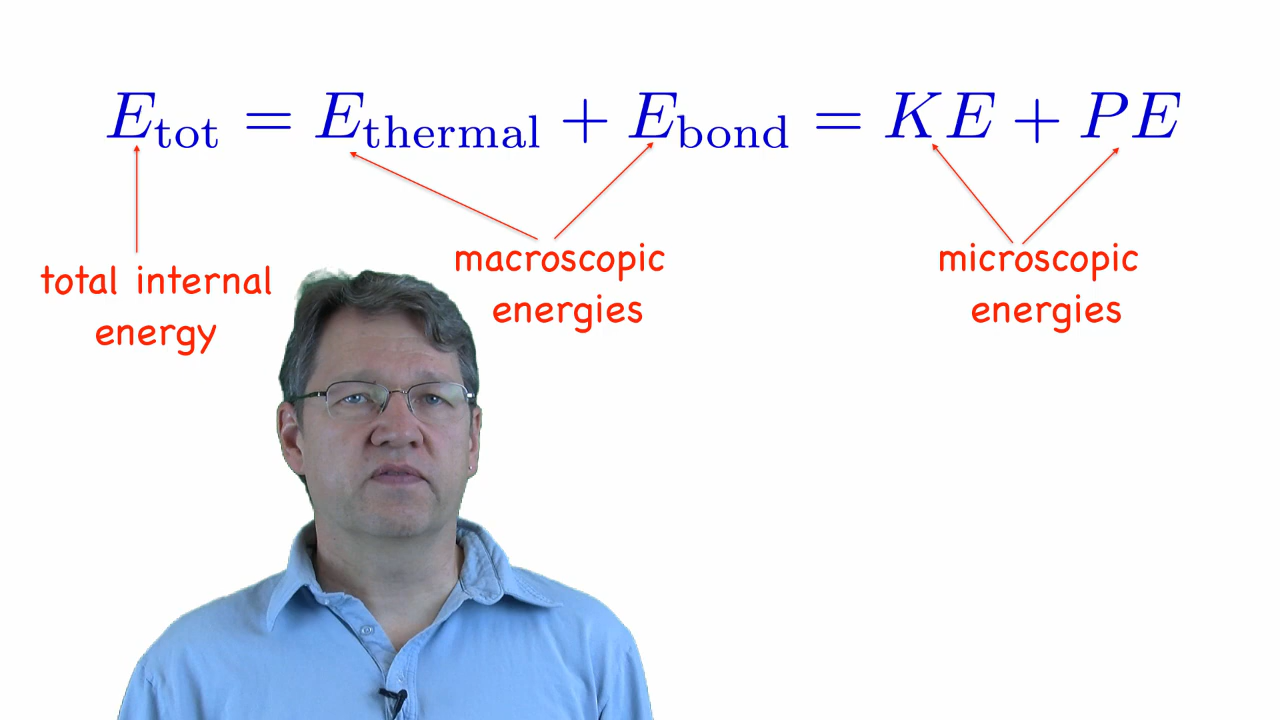 E_tot = E_thermal + E_bond = KE + PE
total internal
energy
macroscopic
energies
microscopic
energies